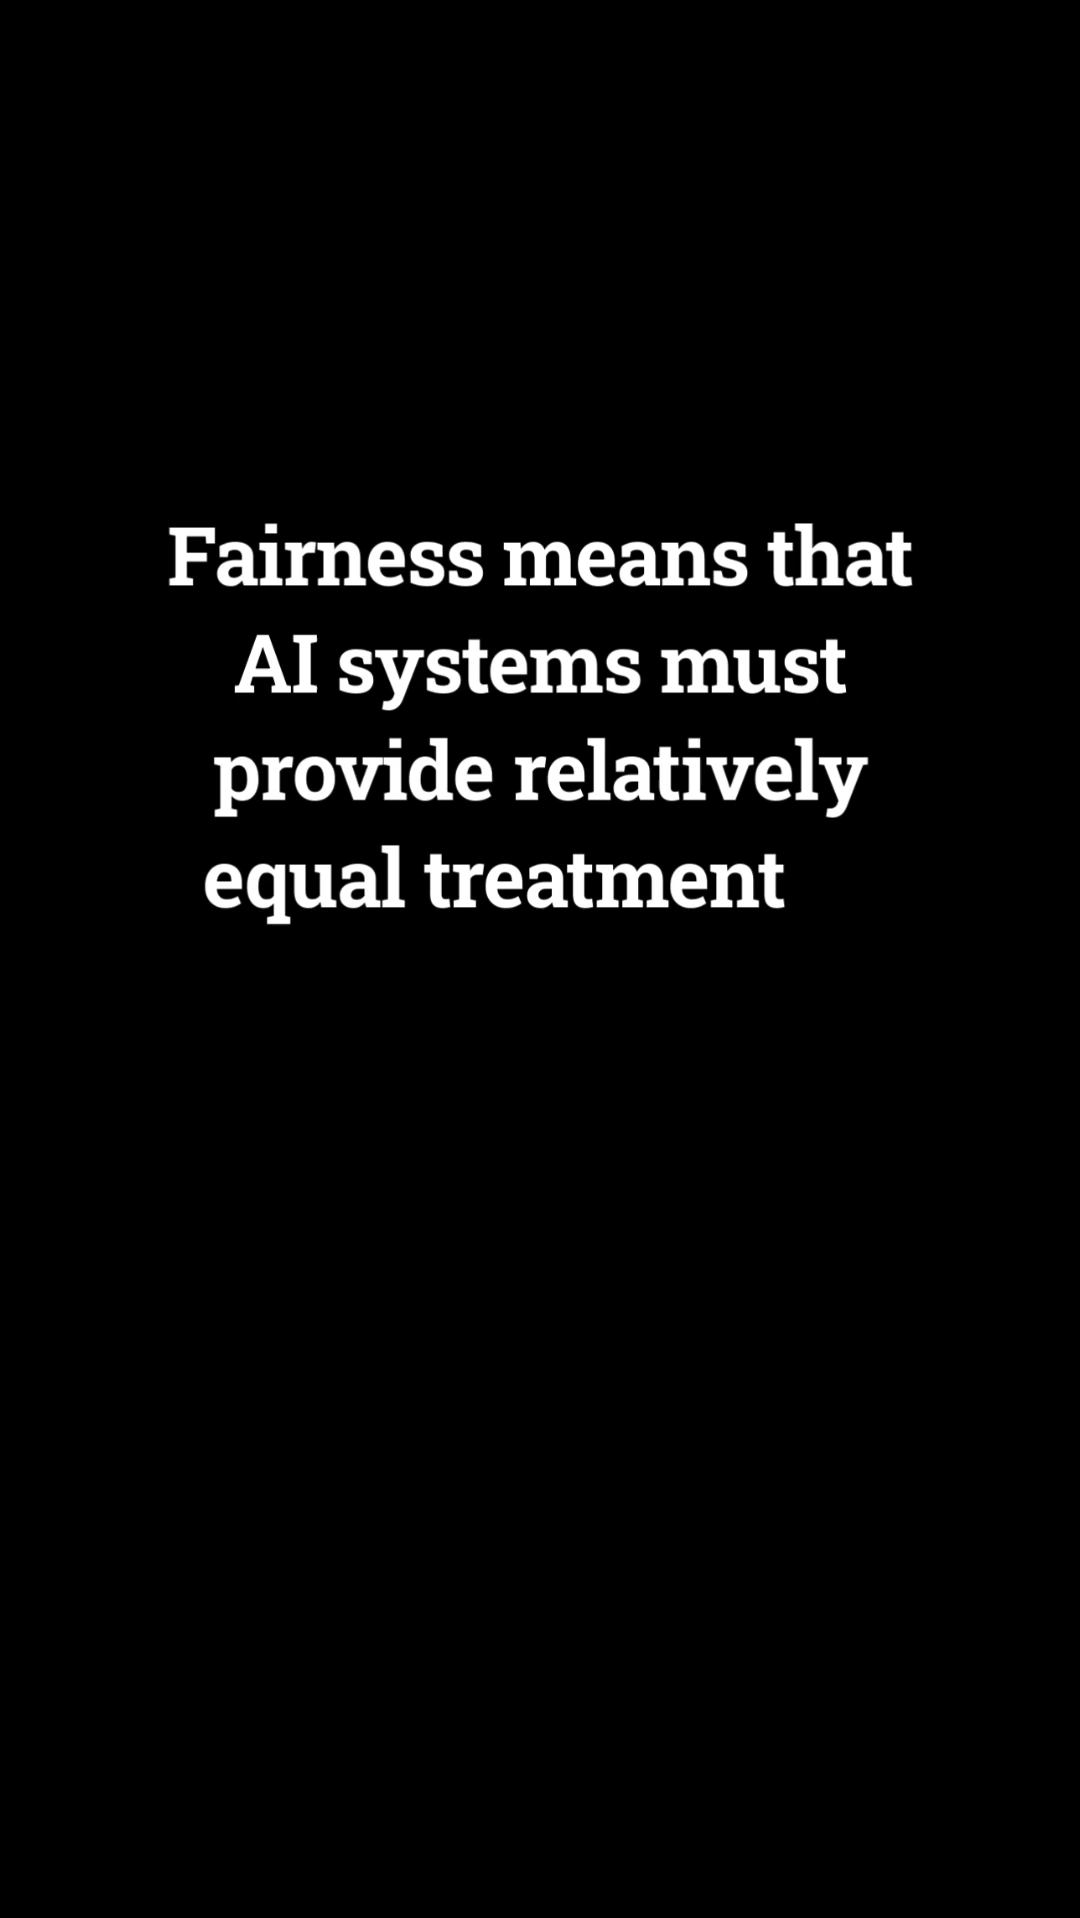 Fairness means that
AI systems must
provide relatively
equal treatment